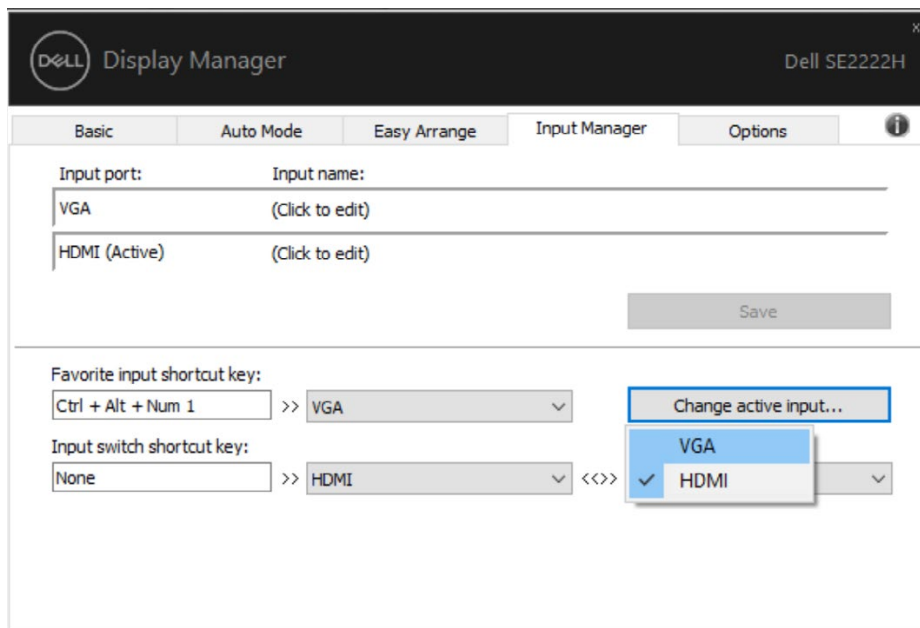 x
DELL Display Manager Dell SE2222H
Basic Auto Mode Easy Arrange Input Manager Options i
Input port: Input name:
VGA (Click to edit)
HDMI (Active) (Click to edit)
Save
Favorite input shortcut key:
Ctrl + Alt + Num 1 >> VGA Change active input...
Input switch shortcut key:
None >> HDMI <<>>
VGA
HDMI